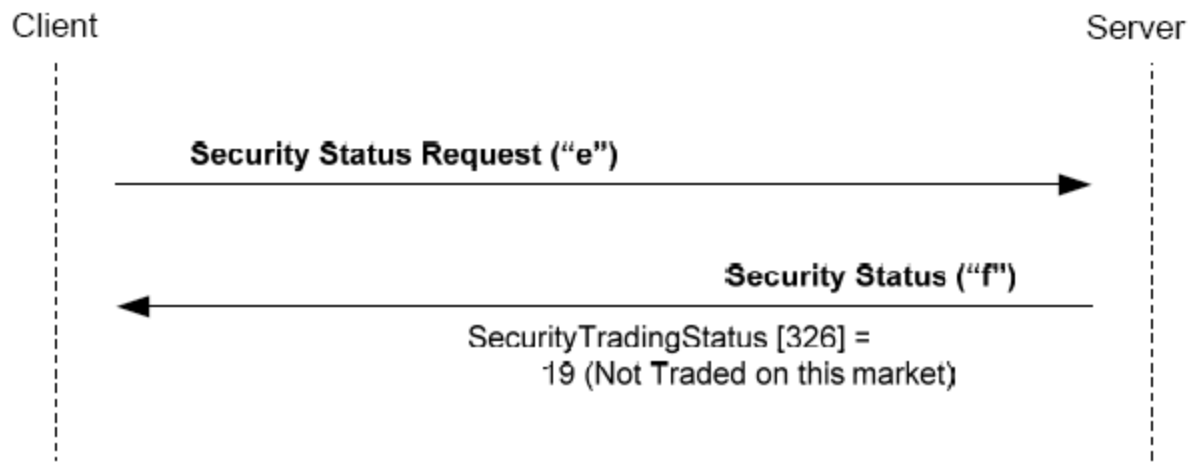 Client
Server
Security Status Request (“e”)
Security Status (“f”)
SecurityTradingStatus [326] =
19 (Not Traded on this market)